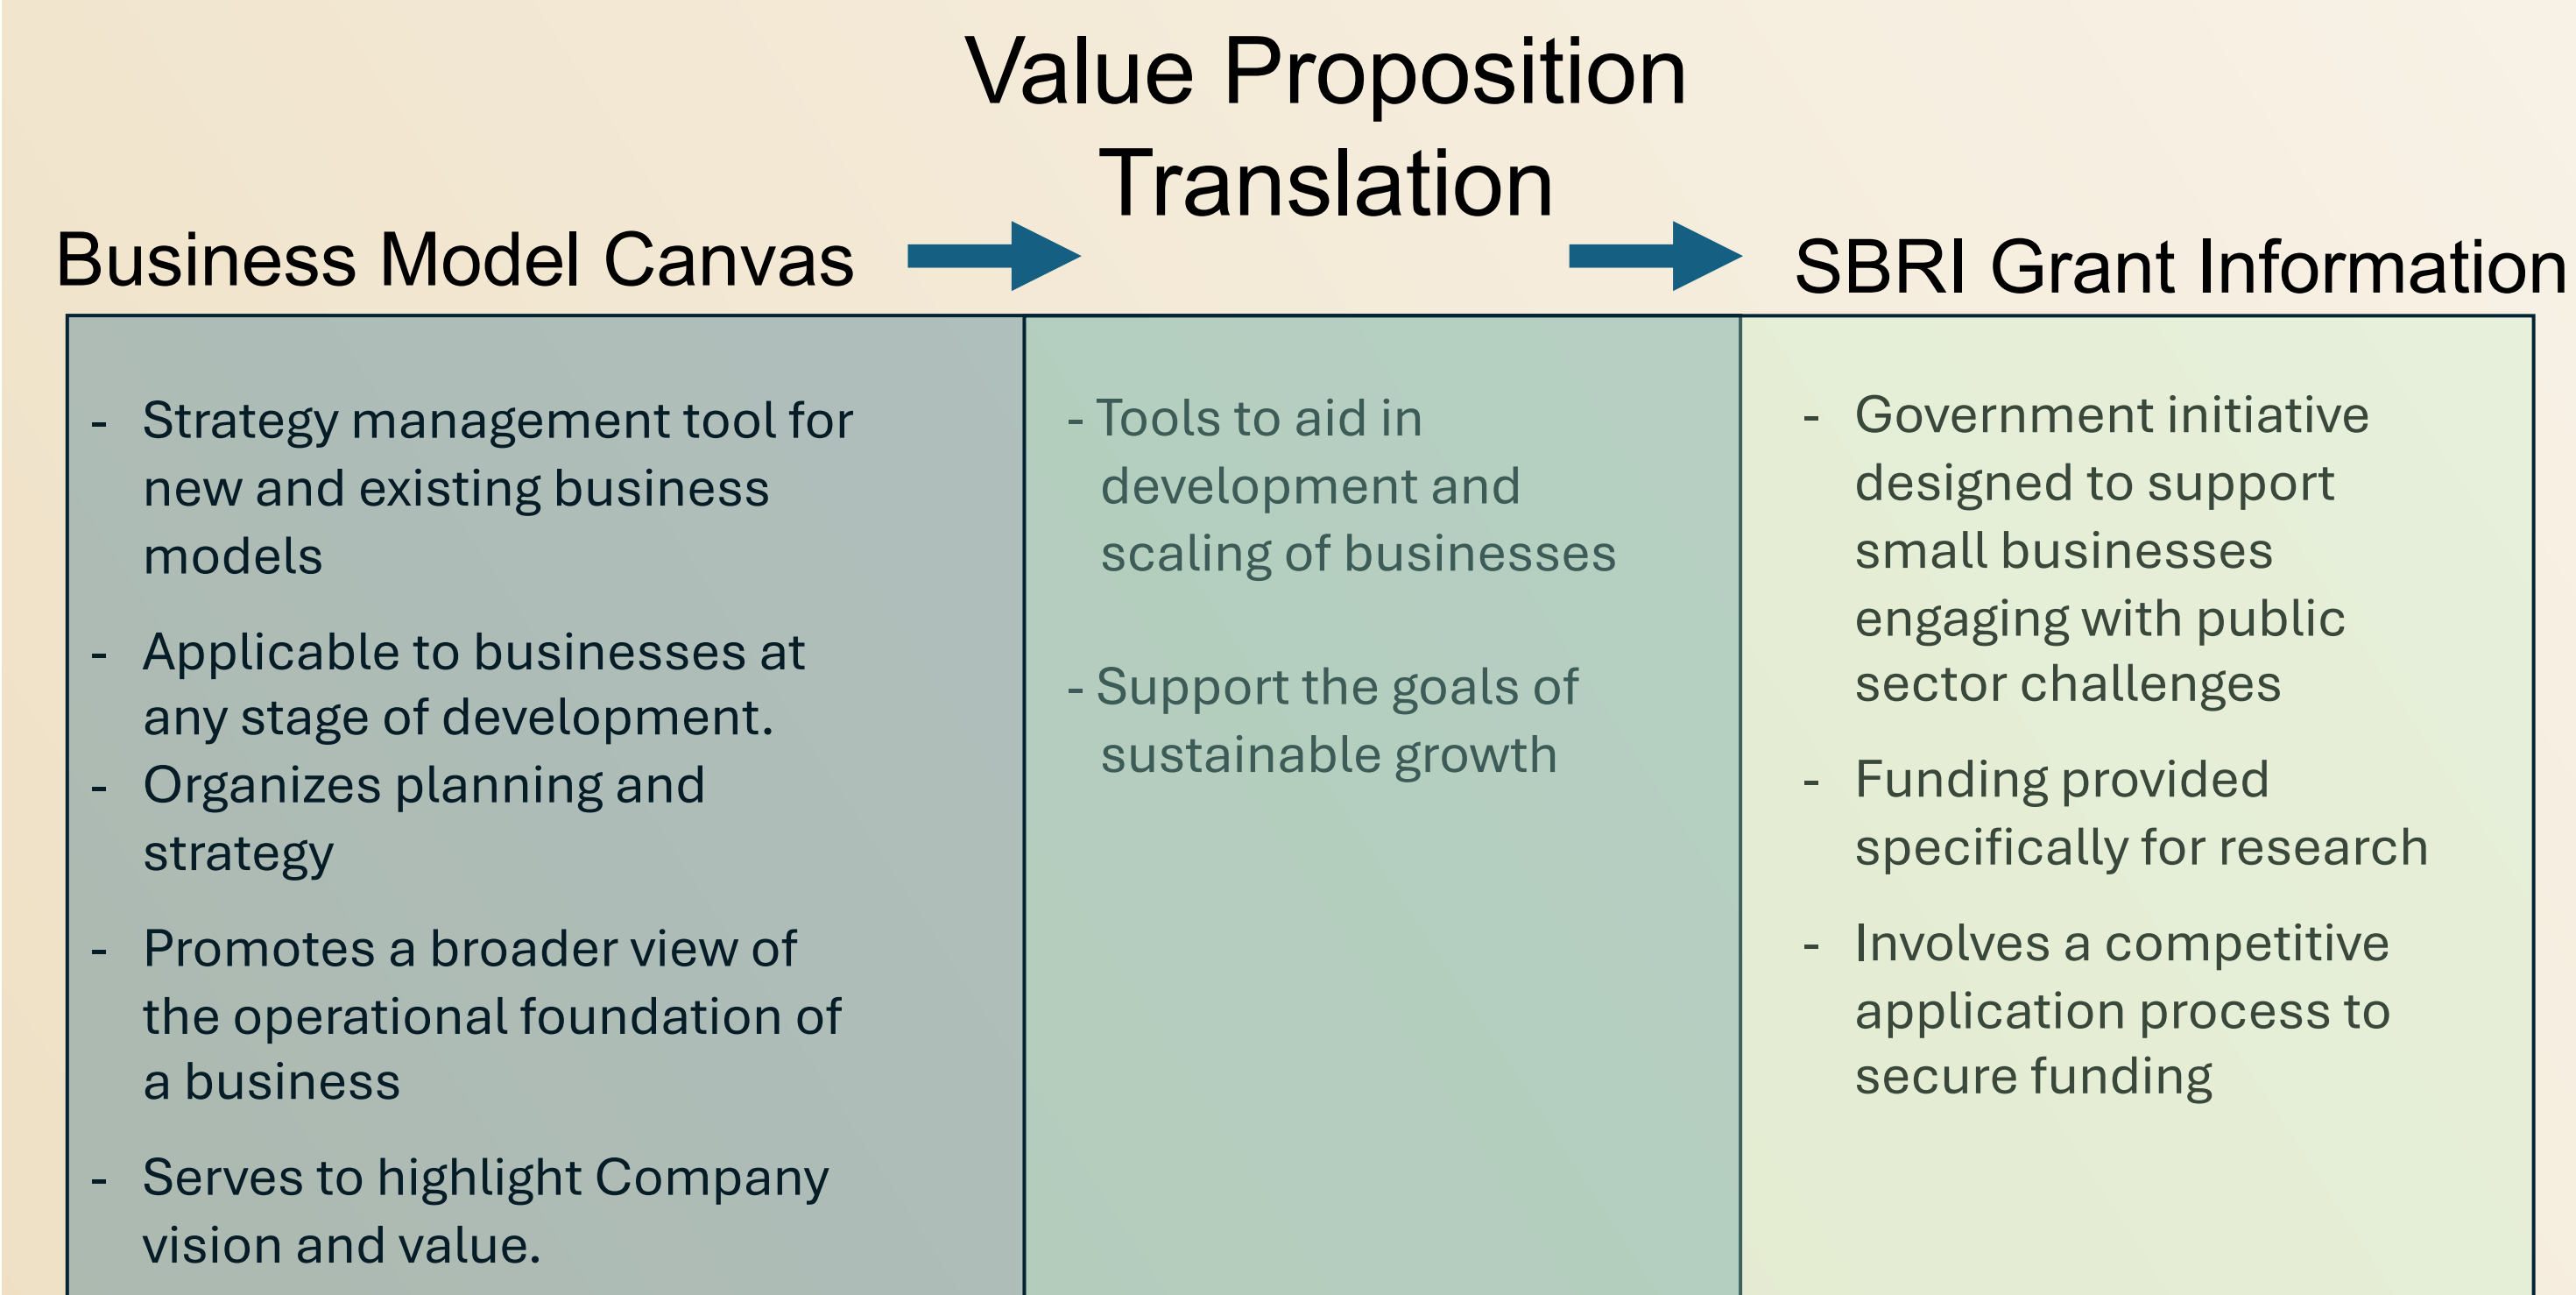 Value Proposition
Translation
Business Model Canvas
SBRI Grant Information
- Strategy management tool for
new and existing business
models
- Applicable to businesses at
any stage of development.
- Organizes planning and
strategy
- Promotes a broader view of
the operational foundation of
a business
- Serves to highlight Company
vision and value.
- Tools to aid in
development and
scaling of businesses
- Support the goals of
sustainable growth
- Government initiative
designed to support
small businesses
engaging with public
sector challenges
- Funding provided
specifically for research
- Involves a competitive
application process to
secure funding